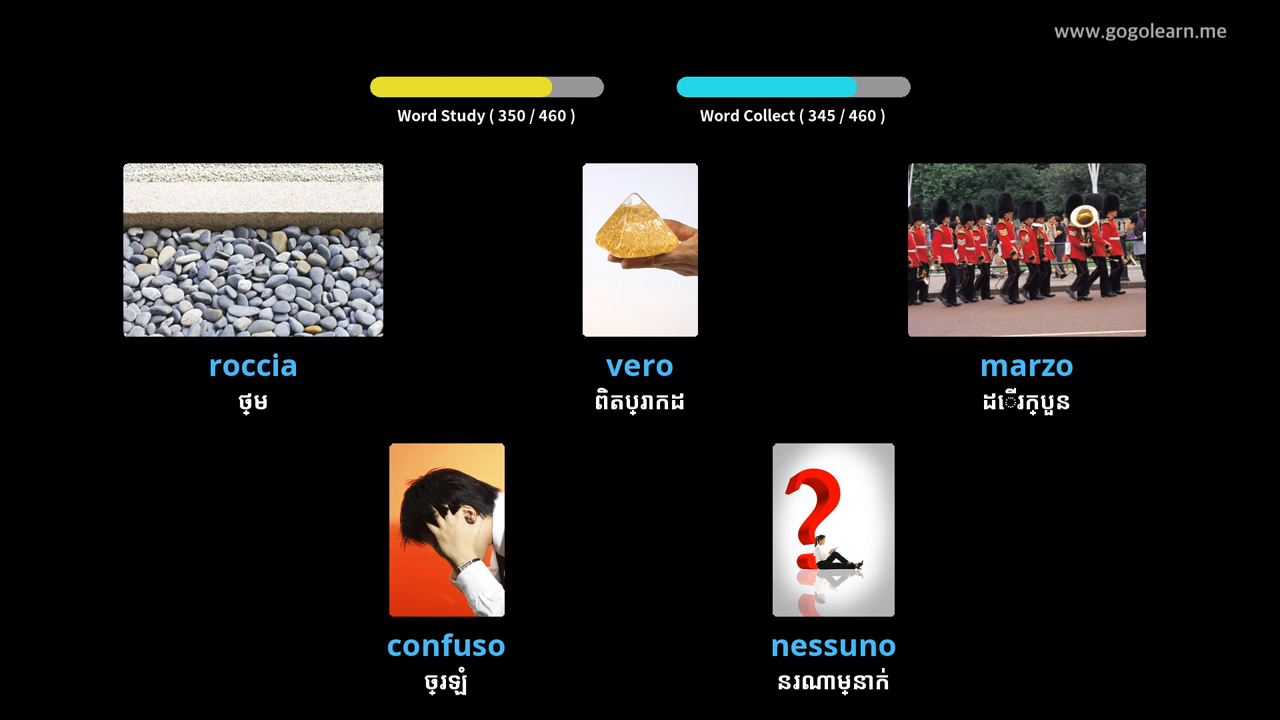 www.gogolearn.me
Word Study ( 350 / 460 )
Word Collect ( 345 / 460 )
roccia
ថ្ម
vero
ពិតប្រាកដ
marzo
ដេីរក្បួន
confuso
ច្រឡំ
nessuno
នរណាម្នាក់